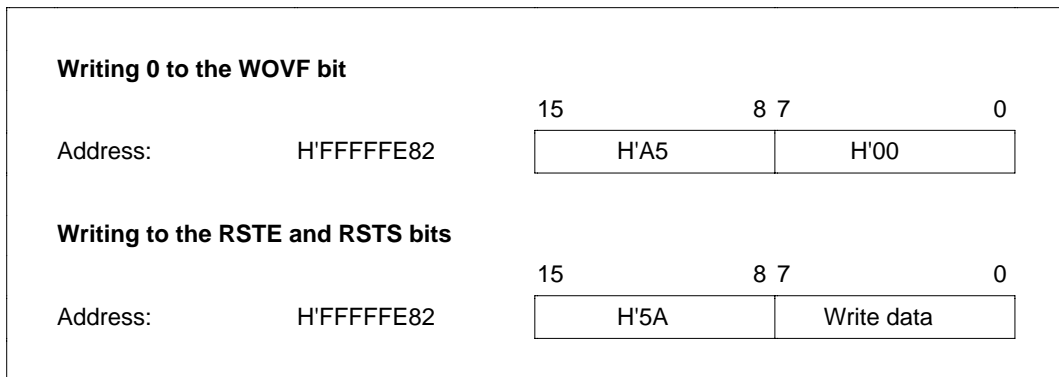 Writing 0 to the WOVF bit
15 8 7 0
Address: H'FFFFFE82 H'A5 H'00
Writing to the RSTE and RSTS bits
15 8 7 0
Address: H'FFFFFE82 H'5A Write data